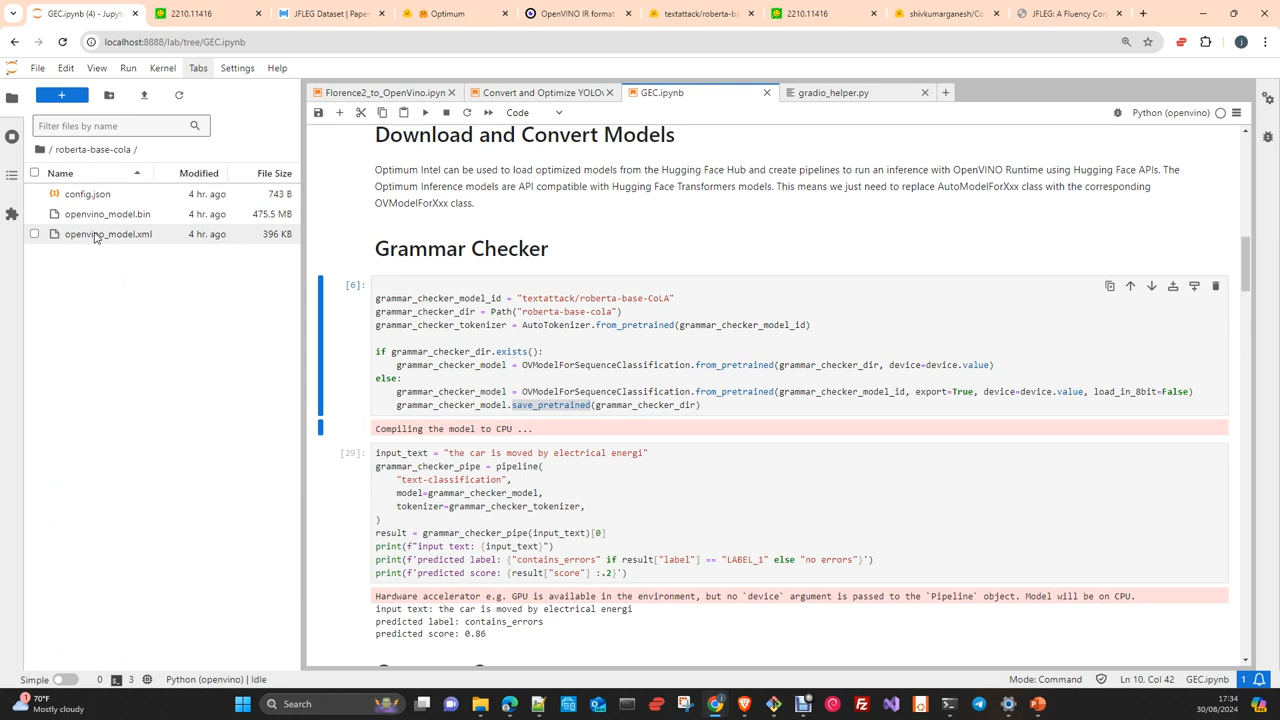 GEC.ipynb (4) - Jupyt
2210.11416
JFLEG Dataset | Pape
Optimum
OpenVINO IR format
textattack/roberta-b
2210.11416
shivkumarganesh/Co
JFLEG: A Fluency Cor
localhost:8888/lab/tree/GEC.ipynb
File Edit View Run Kernel Tabs Settings Help
Florence2_to_OpenVino.ipyn
Convert and Optimize YOLOv
GEC.ipynb
gradio_helper.py
Filter files by name
Code
Python (openvino)
/ roberta-base-cola /
Name Modified File Size
config.json 4 hr. ago 743 B
openvino_model.bin 4 hr. ago 475.5 MB
openvino_model.xml 4 hr. ago 396 KB
Download and Convert Models
Optimum Intel can be used to load optimized models from the Hugging Face Hub and create pipelines to run an inference with OpenVINO Runtime using Hugging Face APIs. The
Optimum Inference models are API compatible with Hugging Face Transformers models. This means we just need to replace AutoModelForXxx class with the corresponding
OVModelForXxx class.
Grammar Checker
[6]:
grammar_checker_model_id = "textattack/roberta-base-CoLA"
grammar_checker_dir = Path("roberta-base-cola")
grammar_checker_tokenizer = AutoTokenizer.from_pretrained(grammar_checker_model_id)
if grammar_checker_dir.exists():
grammar_checker_model = OVModelForSequenceClassification.from_pretrained(grammar_checker_dir, device=device.value)
else:
grammar_checker_model = OVModelForSequenceClassification.from_pretrained(grammar_checker_model_id, export=True, device=device.value, load_in_8bit=False)
grammar_checker_model.save_pretrained(grammar_checker_dir)
Compiling the model to CPU ...
[29]:
input_text = "the car is moved by electrical energi"
grammar_checker_pipe = pipeline(
"text-classification",
model=grammar_checker_model,
tokenizer=grammar_checker_tokenizer,
)
result = grammar_checker_pipe(input_text)[0]
print(f"input text: {input_text}")
print(f'predicted label: {"contains_errors" if result["label"] == "LABEL_1" else "no errors"}')
print(f'predicted score: {result["score"] :.2}')
Hardware accelerator e.g. GPU is available in the environment, but no `device` argument is passed to the `Pipeline` object. Model will be on CPU.
input text: the car is moved by electrical energi
predicted label: contains_errors
predicted score: 0.86
Simple 0 3 Python (openvino) | Idle
Mode: Command Ln 10, Col 42 GEC.ipynb 1
70°F
Mostly cloudy
Search
17:34
30/08/2024